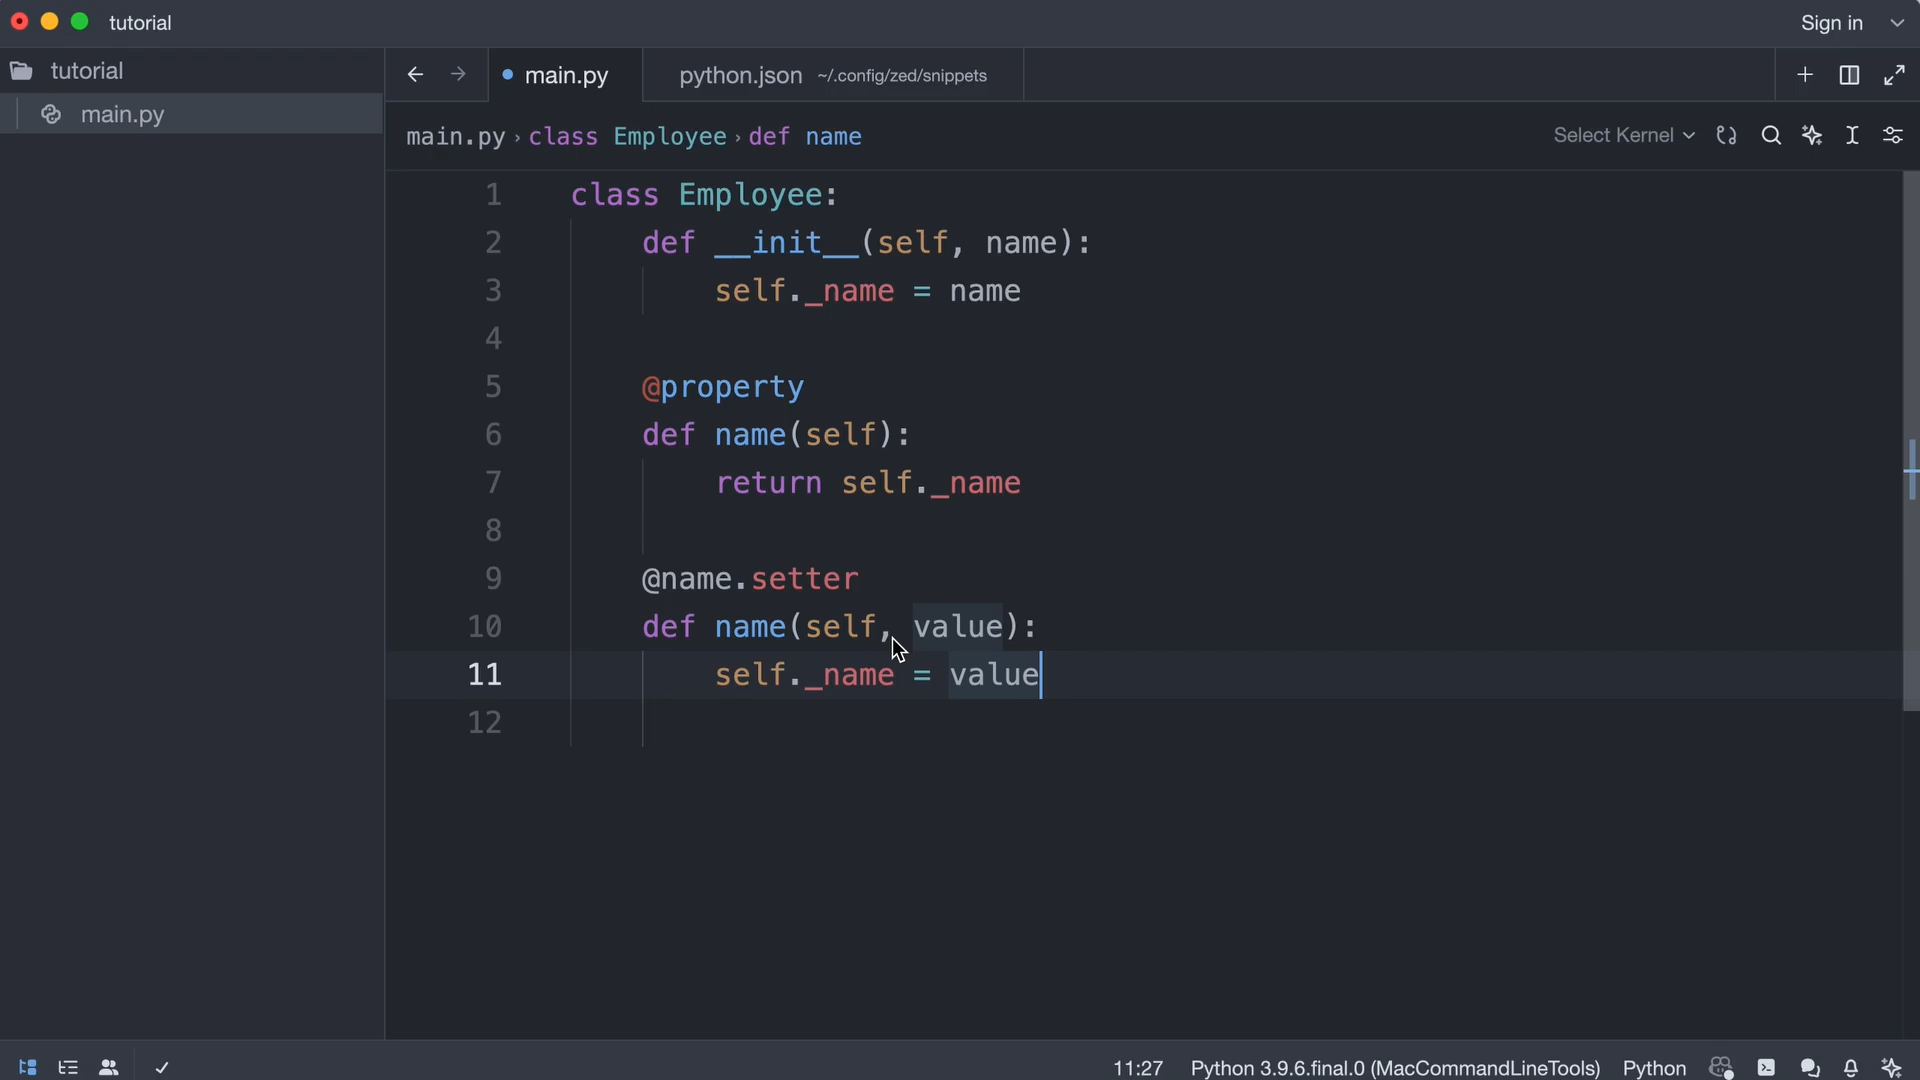 tutorial
Sign in
tutorial
main.py
main.py
python.json ~/.config/zed/snippets
main.py › class Employee › def name
Select Kernel
1 class Employee:
2 def __init__(self, name):
3 self._name = name
4
5 @property
6 def name(self):
7 return self._name
8
9 @name.setter
10 def name(self, value):
11 self._name = value
12
11:27 Python 3.9.6.final.0 (MacCommandLineTools) Python